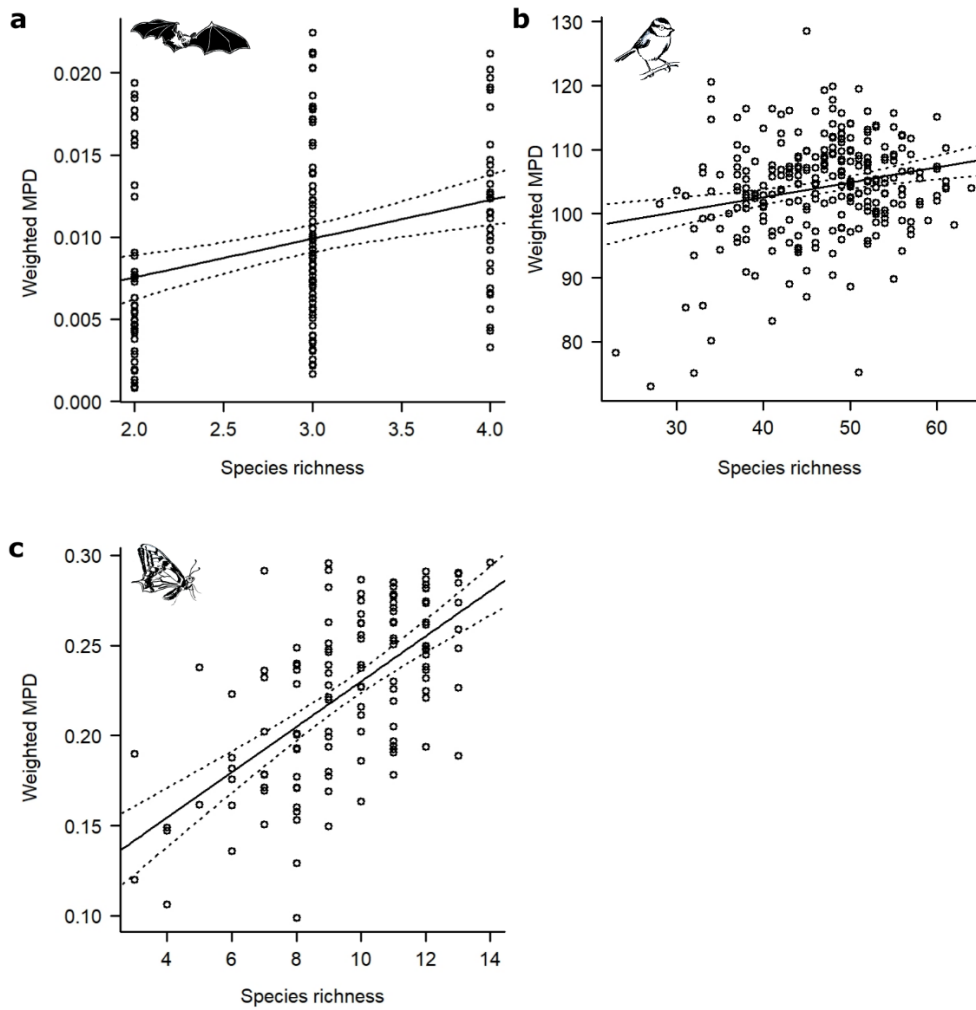 a
0.020
0.015
0.010
0.005
0.000
Weighted MPD
2.0 2.5 3.0 3.5 4.0
Species richness
b
130
120
110
100
90
80
Weighted MPD
30 40 50 60
Species richness
c
0.30
0.25
0.20
0.15
0.10
Weighted MPD
4 6 8 10 12 14
Species richness